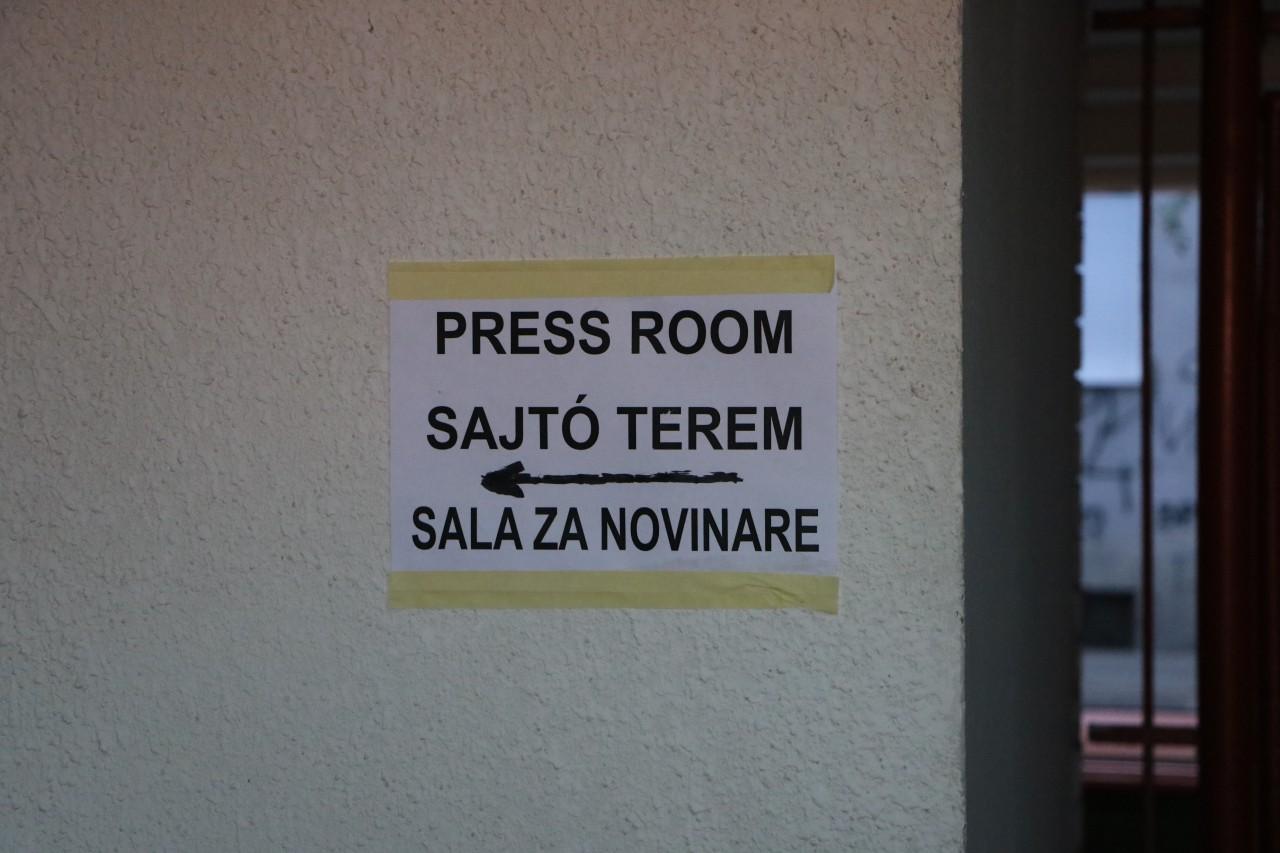 PRESS ROOM
SAJTÓ TEREM
SALA ZA NOVINARE